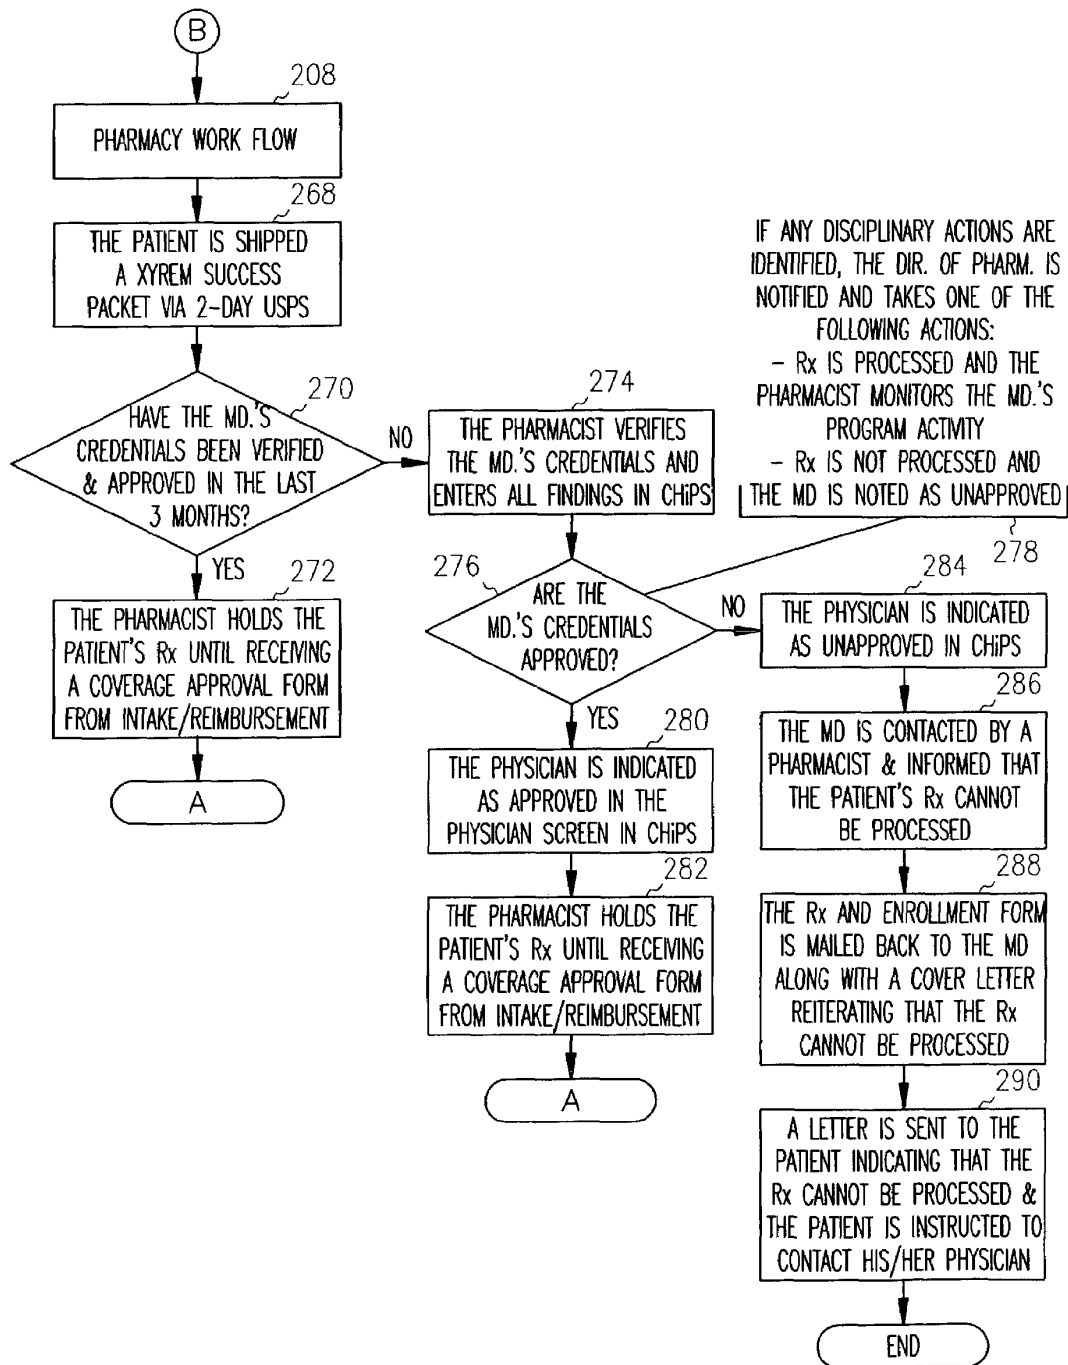 B
208
PHARMACY WORK FLOW
268
THE PATIENT IS SHIPPED
A XYREM SUCCESS
PACKET VIA 2-DAY USPS
270
HAVE THE MD.'S
CREDENTIALS BEEN VERIFIED
& APPROVED IN THE LAST
3 MONTHS?
NO
YES
272
THE PHARMACIST HOLDS THE
PATIENT'S Rx UNTIL RECEIVING
A COVERAGE APPROVAL FORM
FROM INTAKE/REIMBURSEMENT
A
274
THE PHARMACIST VERIFIES
THE MD.'S CREDENTIALS AND
ENTERS ALL FINDINGS IN CHiPS
276
ARE THE
MD.'S CREDENTIALS
APPROVED?
NO
YES
IF ANY DISCIPLINARY ACTIONS ARE
IDENTIFIED, THE DIR. OF PHARM. IS
NOTIFIED AND TAKES ONE OF THE
FOLLOWING ACTIONS:
– Rx IS PROCESSED AND THE
PHARMACIST MONITORS THE MD.'S
PROGRAM ACTIVITY
– Rx IS NOT PROCESSED AND
THE MD IS NOTED AS UNAPPROVED
278
280
THE PHYSICIAN IS INDICATED
AS APPROVED IN THE
PHYSICIAN SCREEN IN CHiPS
282
THE PHARMACIST HOLDS THE
PATIENT'S Rx UNTIL RECEIVING
A COVERAGE APPROVAL FORM
FROM INTAKE/REIMBURSEMENT
A
284
THE PHYSICIAN IS INDICATED
AS UNAPPROVED IN CHiPS
286
THE MD IS CONTACTED BY A
PHARMACIST & INFORMED THAT
THE PATIENT'S Rx CANNOT
BE PROCESSED
288
THE Rx AND ENROLLMENT FORM
IS MAILED BACK TO THE MD
ALONG WITH A COVER LETTER
REITERATING THAT THE Rx
CANNOT BE PROCESSED
290
A LETTER IS SENT TO THE
PATIENT INDICATING THAT THE
Rx CANNOT BE PROCESSED &
THE PATIENT IS INSTRUCTED TO
CONTACT HIS/HER PHYSICIAN
END